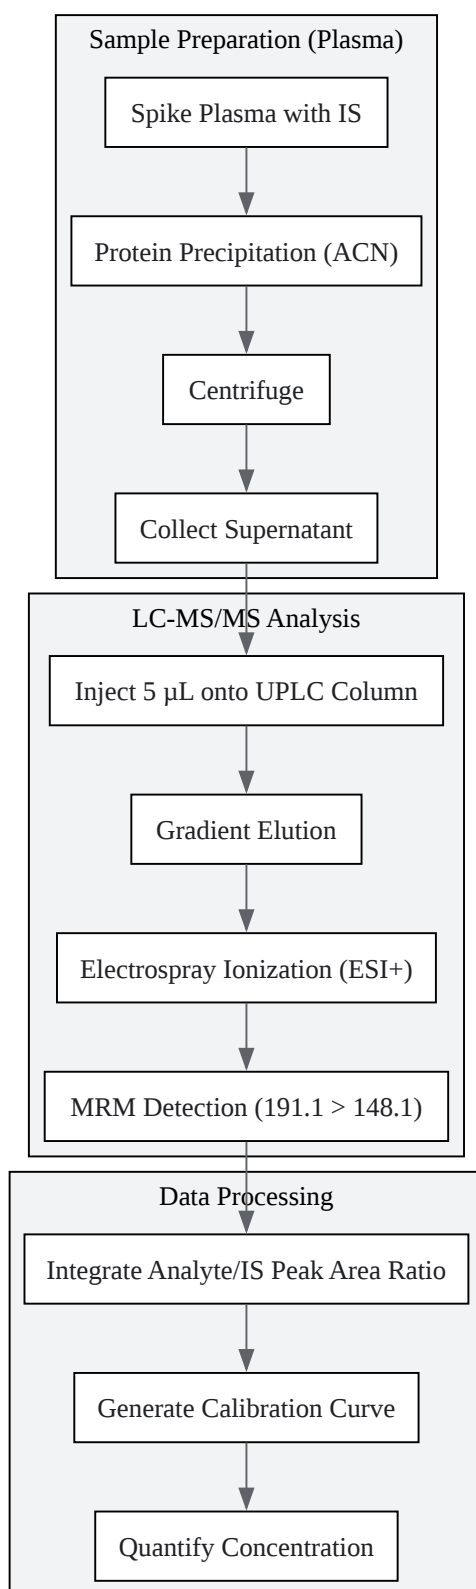 Sample Preparation (Plasma)
Spike Plasma with IS
Protein Precipitation (ACN)
Centrifuge
Collect Supernatant
LC-MS/MS Analysis
Inject 5 µL onto UPLC Column
Gradient Elution
Electrospray Ionization (ESI+)
MRM Detection (191.1 > 148.1)
Data Processing
Integrate Analyte/IS Peak Area Ratio
Generate Calibration Curve
Quantify Concentration